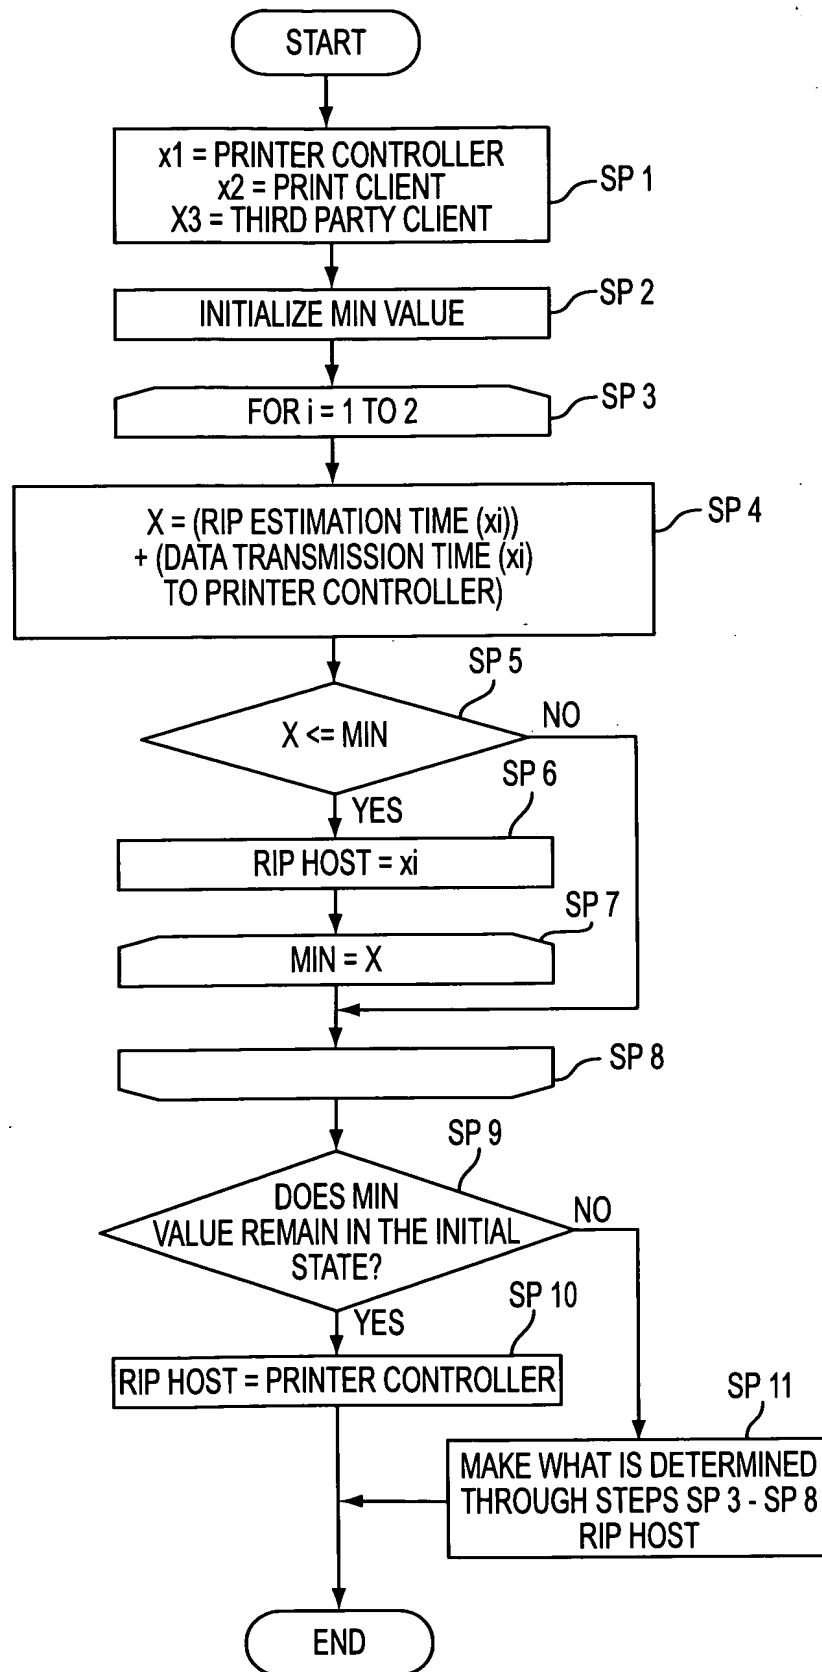 START
x1 = PRINTER CONTROLLER
x2 = PRINT CLIENT
X3 = THIRD PARTY CLIENT
SP 1
INITIALIZE MIN VALUE
SP 2
FOR i = 1 TO 2
SP 3
X = (RIP ESTIMATION TIME (xi))
+ (DATA TRANSMISSION TIME (xi)
TO PRINTER CONTROLLER)
SP 4
SP 5
X <= MIN
NO
YES
SP 6
RIP HOST = xi
SP 7
MIN = X
SP 8
SP 9
DOES MIN
VALUE REMAIN IN THE INITIAL
STATE?
NO
YES
SP 10
RIP HOST = PRINTER CONTROLLER
SP 11
MAKE WHAT IS DETERMINED
THROUGH STEPS SP 3 - SP 8
RIP HOST
END